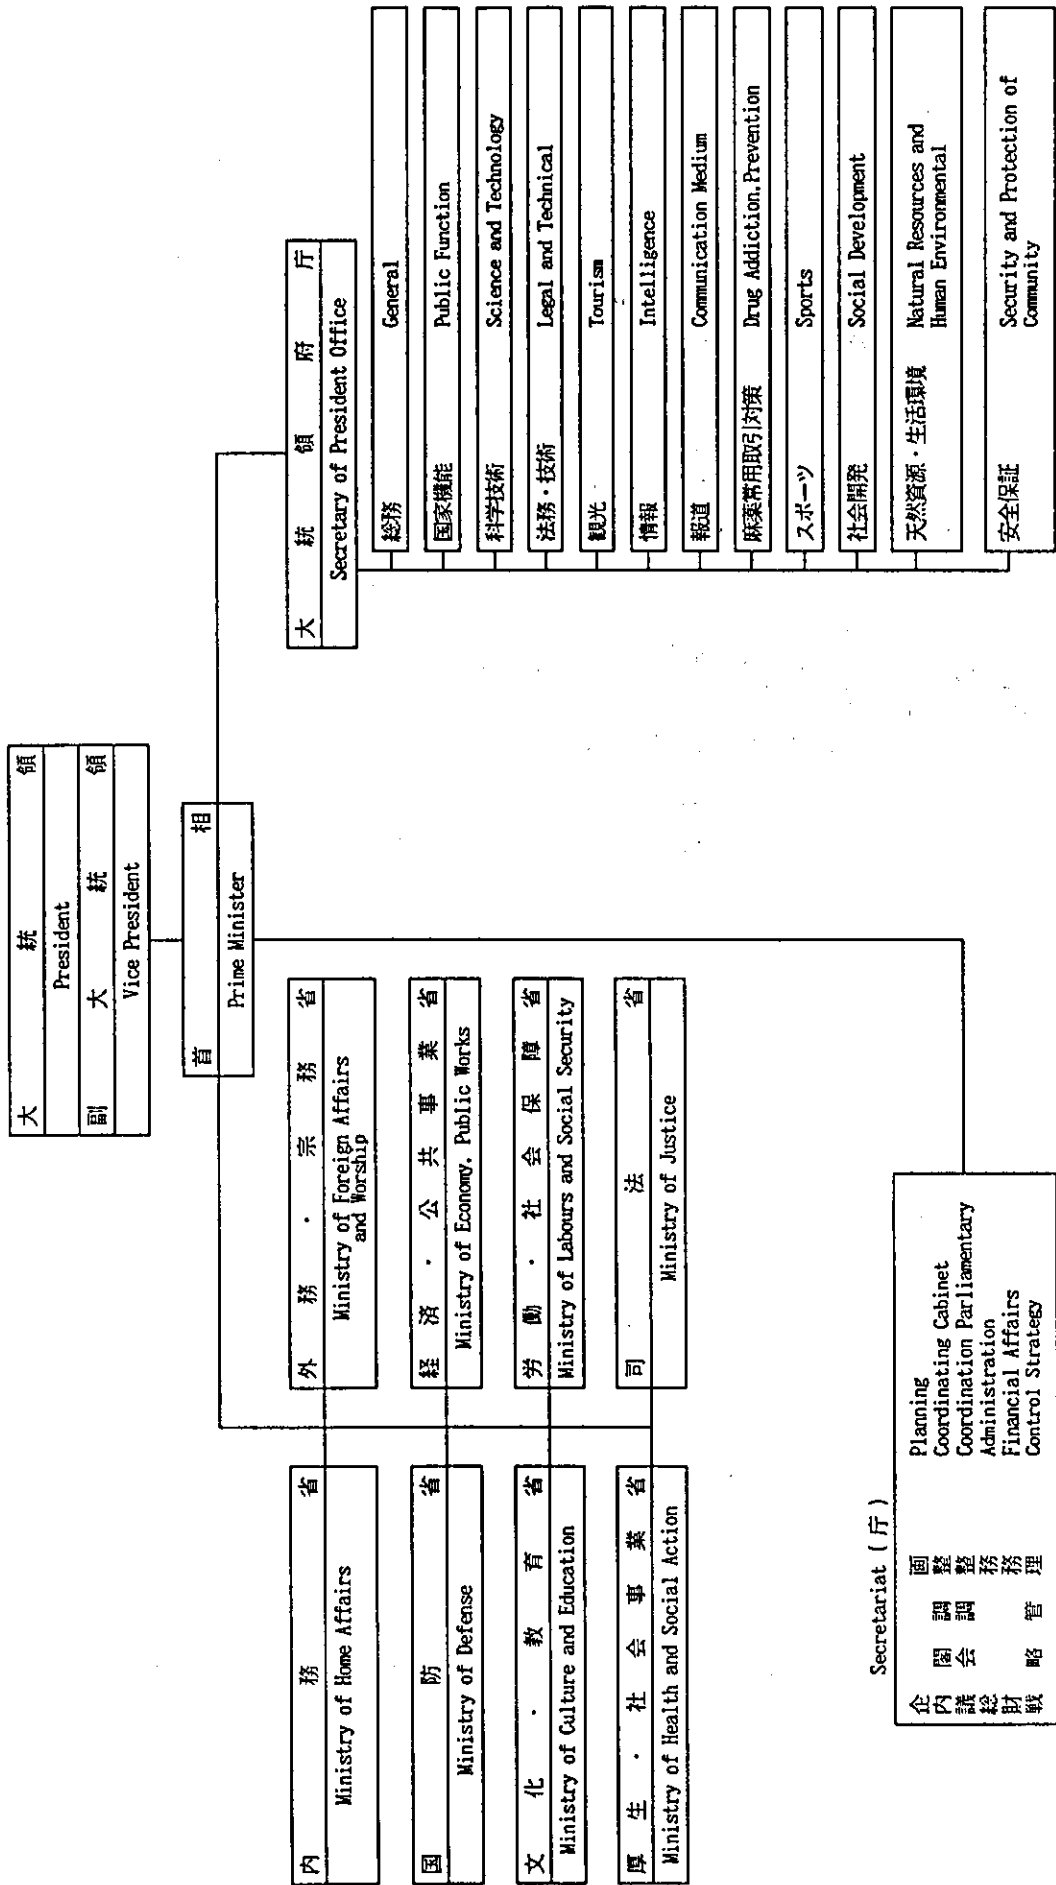 大統領
President
副大統領
Vice President
首相
Prime Minister
内務省
Ministry of Home Affairs
外務・宗務省
Ministry of Foreign Affairs
and Worship
国防省
Ministry of Defense
経済・公共事業省
Ministry of Economy, Public Works
文化・教育省
Ministry of Culture and Education
労働・社会保障省
Ministry of Labours and Social Security
厚生・社会事業省
Ministry of Health and Social Action
司法省
Ministry of Justice
大統領府庁
Secretary of President Office
総務 General
国家機能 Public Function
科学技術 Science and Technology
法務・技術 Legal and Technical
観光 Tourism
情報 Intelligence
報道 Communication Medium
麻薬常用取引対策 Drug Addiction.Prevention
スポーツ Sports
社会開発 Social Development
天然資源・生活環境 Natural Resources and
Human Environmental
安全保証 Security and Protection of
Community
Secretariat (庁)
企画 Planning
内閣調整 Coordinating Cabinet
議会調整 Coordination Parliamentary
総務 Administration
財務 Financial Affairs
戦略管理 Control Strategy